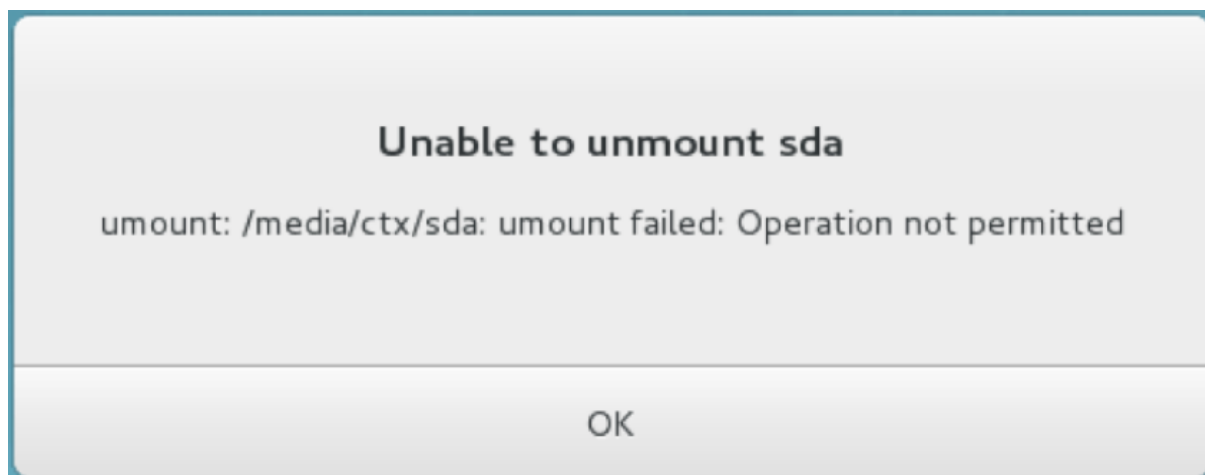 Unable to unmount sda
umount: /media/ctx/sda: umount failed: Operation not permitted
OK